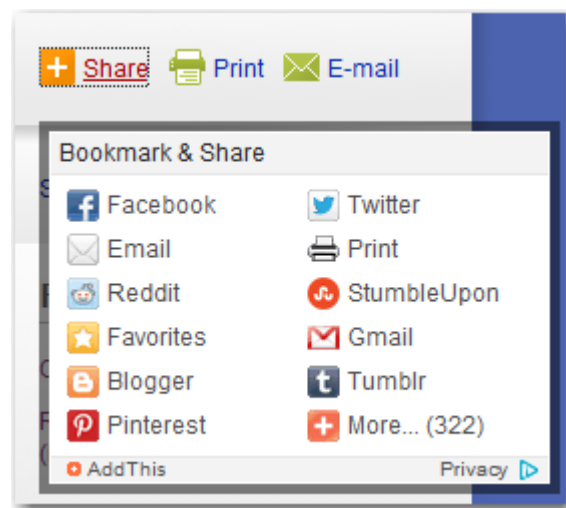 Share Print E-mail
Bookmark & Share
Facebook Twitter
Email Print
Reddit StumbleUpon
Favorites Gmail
Blogger Tumblr
Pinterest More... (322)
AddThis Privacy